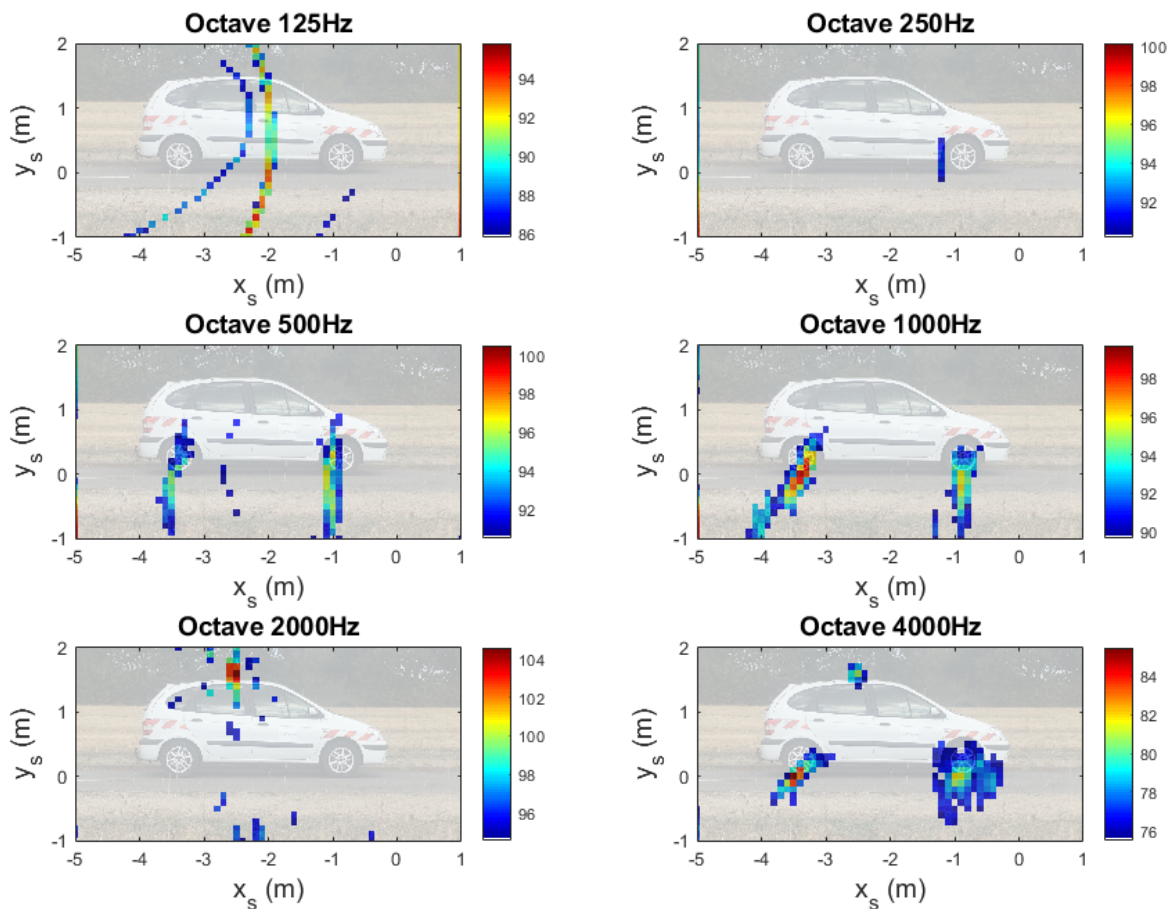 Octave 125Hz
2
1
0
-1
y_s (m)
-5 -4 -3 -2 -1 0 1
x_s (m)
94
92
90
88
86
Octave 250Hz
2
1
0
-1
y_s (m)
-5 -4 -3 -2 -1 0 1
x_s (m)
100
98
96
94
92
Octave 500Hz
2
1
0
-1
y_s (m)
-5 -4 -3 -2 -1 0 1
x_s (m)
100
98
96
94
92
Octave 1000Hz
2
1
0
-1
y_s (m)
-5 -4 -3 -2 -1 0 1
x_s (m)
98
96
94
92
90
Octave 2000Hz
2
1
0
-1
y_s (m)
-5 -4 -3 -2 -1 0 1
x_s (m)
104
102
100
98
96
Octave 4000Hz
2
1
0
-1
y_s (m)
-5 -4 -3 -2 -1 0 1
x_s (m)
84
82
80
78
76